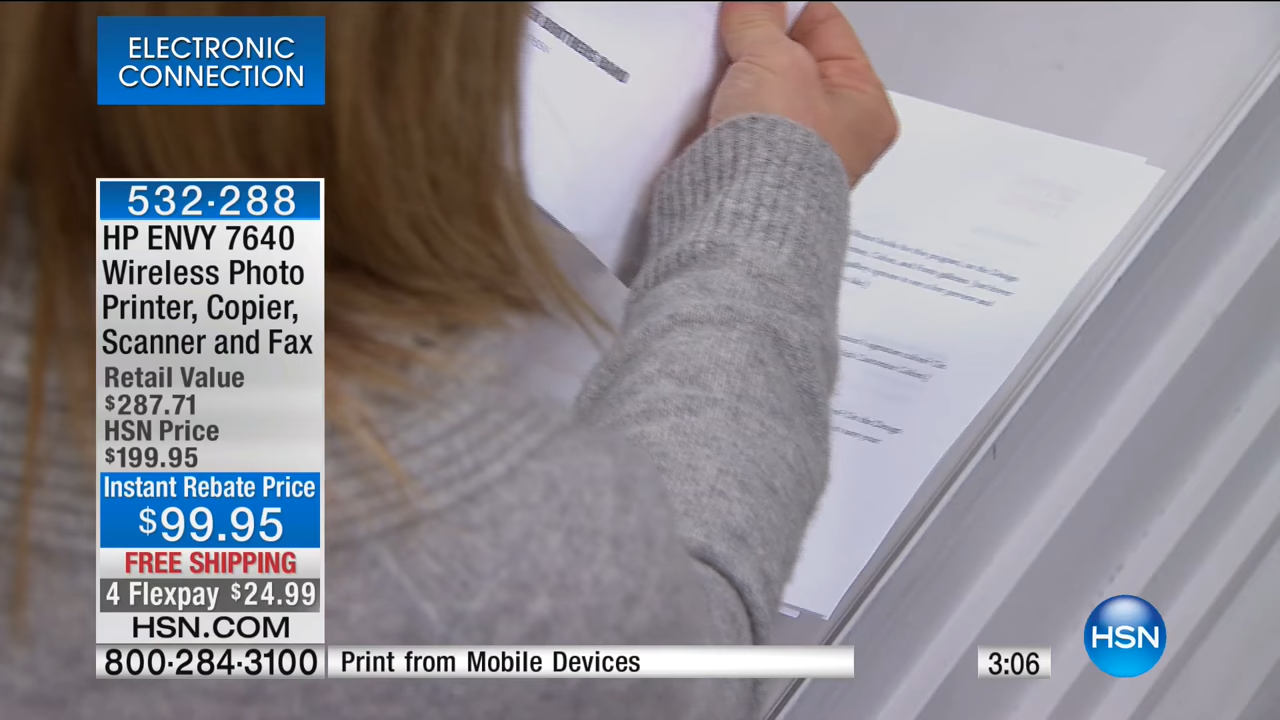 ELECTRONIC
CONNECTION
532-288
HP ENVY 7640
Wireless Photo
Printer, Copier,
Scanner and Fax
Retail Value
$287.71
HSN Price
$199.95
Instant Rebate Price
$99.95
FREE SHIPPING
4 Flexpay $24.99
HSN.COM
800·284·3100
Print from Mobile Devices
3:06
HSN